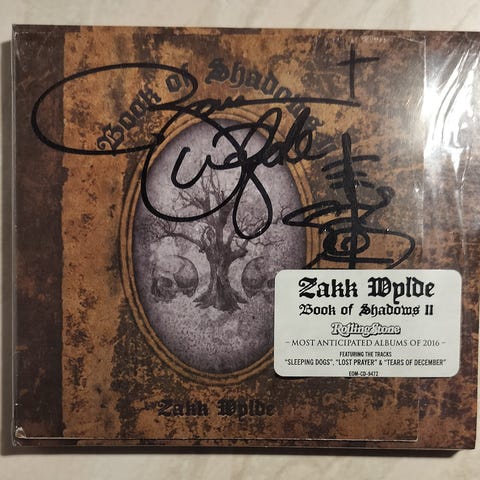 Book of Shadows
Zakk Wylde
Zakk Wylde
Book of Shadows II
RollingStone
– MOST ANTICIPATED ALBUMS OF 2016 –
FEATURING THE TRACKS
"SLEEPING DOGS", "LOST PRAYER" & "TEARS OF DECEMBER"
EOM-CD-9472